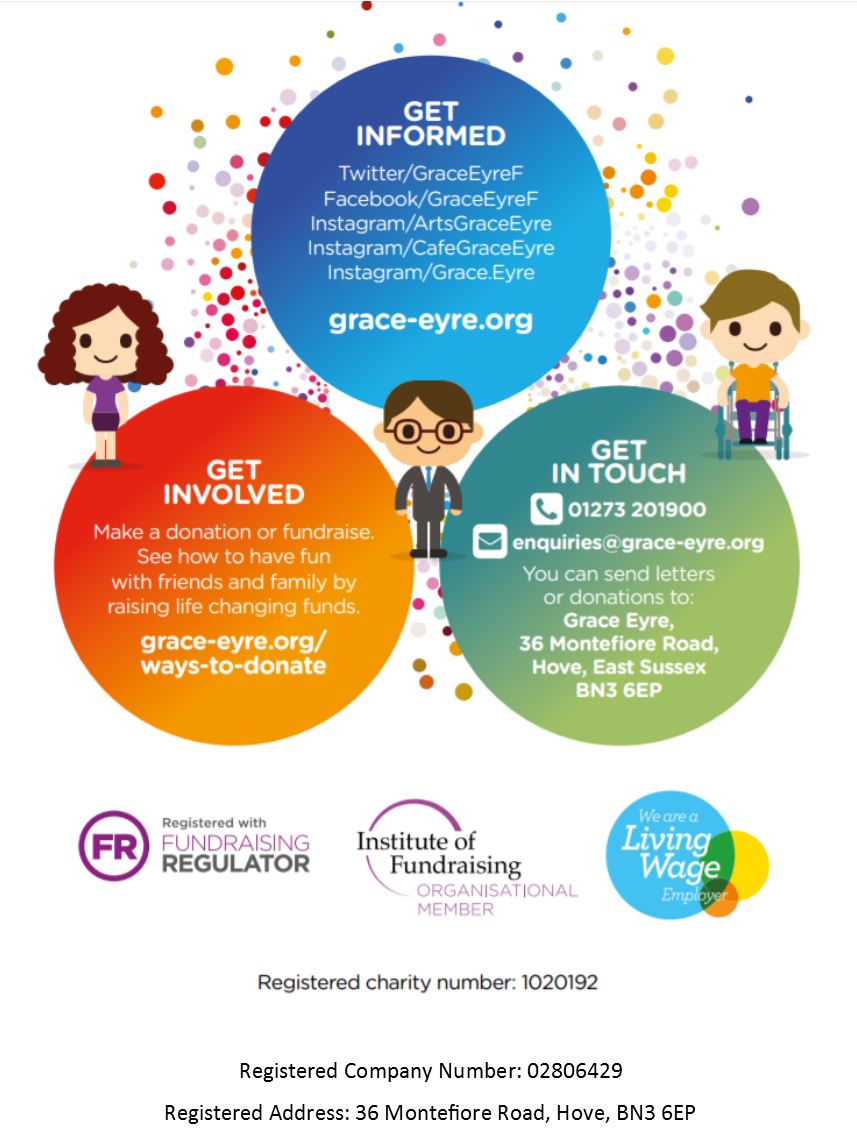 GET
INFORMED
Twitter/GraceEyreF
Facebook/GraceEyreF
Instagram/ArtsGraceEyre
Instagram/CafeGraceEyre
Instagram/Grace.Eyre
grace-eyre.org
GET
INVOLVED
Make a donation or fundraise.
See how to have fun
with friends and family by
raising life changing funds.
grace-eyre.org/
ways-to-donate
GET
IN TOUCH
01273 201900
enquiries@grace-eyre.org
You can send letters
or donations to:
Grace Eyre,
36 Montefiore Road,
Hove, East Sussex
BN3 6EP
FR
Registered with
FUNDRAISING
REGULATOR
Institute of
Fundraising
ORGANISATIONAL
MEMBER
We are a
Living
Wage
Employer
Registered charity number: 1020192
Registered Company Number: 02806429
Registered Address: 36 Montefiore Road, Hove, BN3 6EP